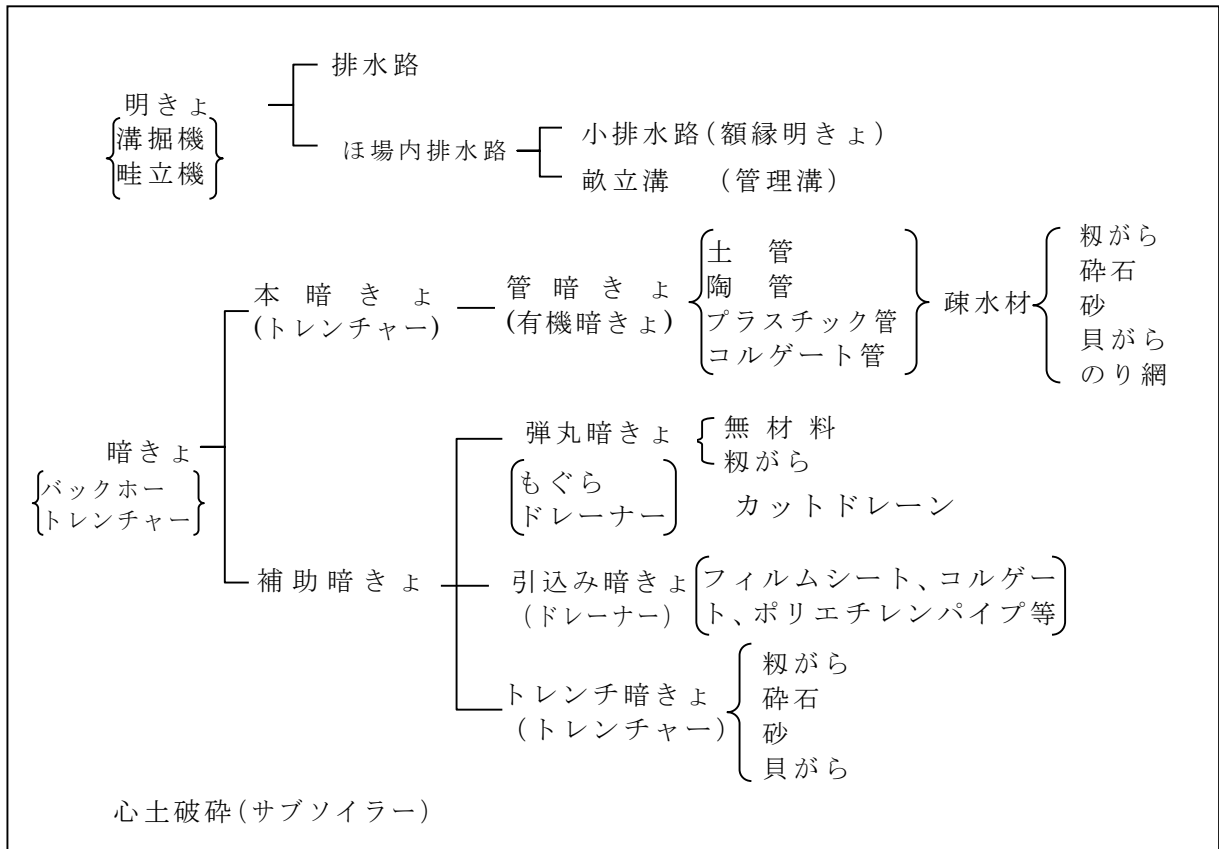 排水路
明きょ
溝掘機
畦立機
ほ場内排水路
小排水路(額縁明きょ)
畝立溝 (管理溝)
本暗きょ
(トレンチャー)
管暗きょ
(有機暗きょ)
土管
陶管
プラスチック管
コルゲート管
疎水材
籾がら
砕石
砂
貝がら
のり網
暗きょ
バックホー
トレンチャー
弾丸暗きょ
無材料
籾がら
もぐら
ドレーナー
カットドレーン
補助暗きょ
引込み暗きょ
(ドレーナー)
フィルムシート、コルゲー
ト、ポリエチレンパイプ等
トレンチ暗きょ
(トレンチャー)
籾がら
砕石
砂
貝がら
心土破砕(サブソイラー)